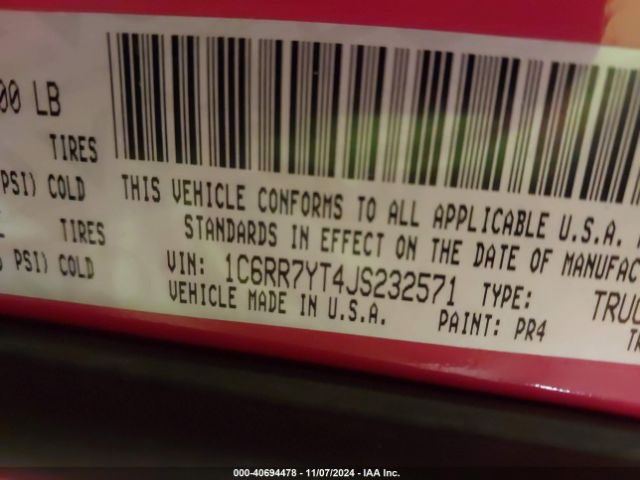 00 LB
TIRES
PSI) COLD
TIRES
PSI) COLD
THIS VEHICLE CONFORMS TO ALL APPLICABLE U.S.A.
STANDARDS IN EFFECT ON THE DATE OF MANUFAC
VIN: 1C6RR7YT4JS232571 TYPE: TRUC
VEHICLE MADE IN U.S.A. PAINT: PR4
000-40694478 - 11/07/2024 - IAA Inc.